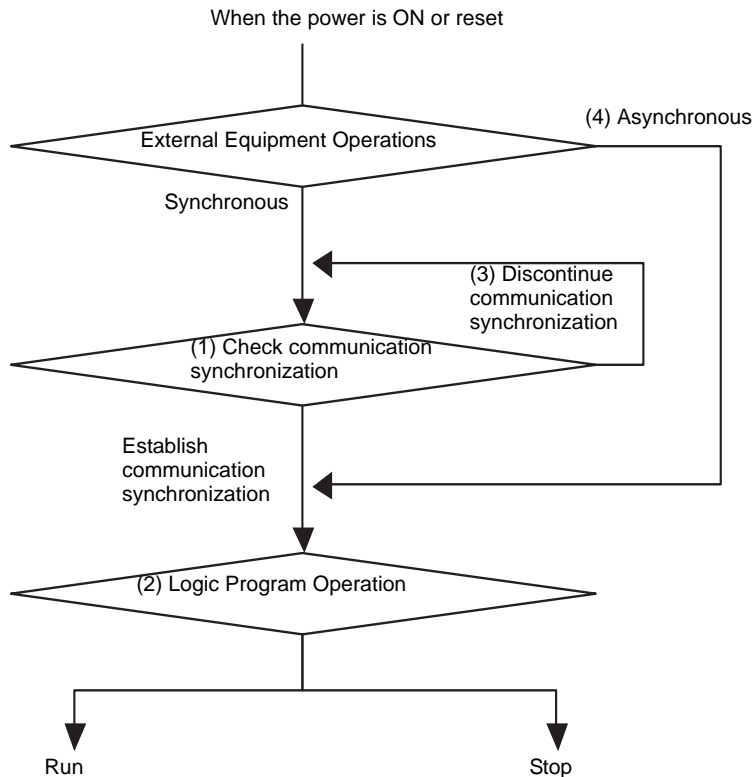 When the power is ON or reset
(4) Asynchronous
External Equipment Operations
Synchronous
(3) Discontinue
communication
synchronization
(1) Check communication
synchronization
Establish
communication
synchronization
(2) Logic Program Operation
Run
Stop